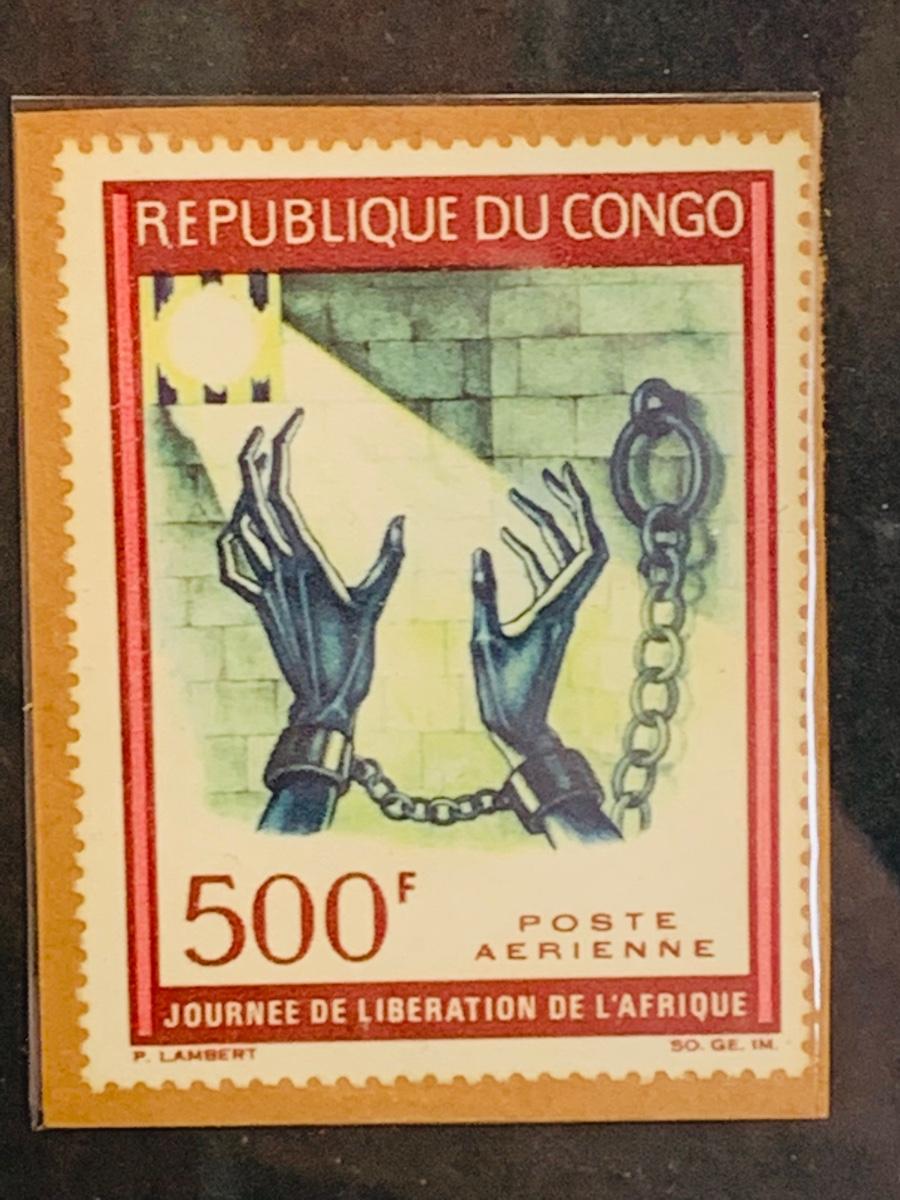 REPUBLIQUE DU CONGO
500F
POSTE
AERIENNE
JOURNEE DE LIBERATION DE L'AFRIQUE
P. LAMBERT
SO. GE. IM.